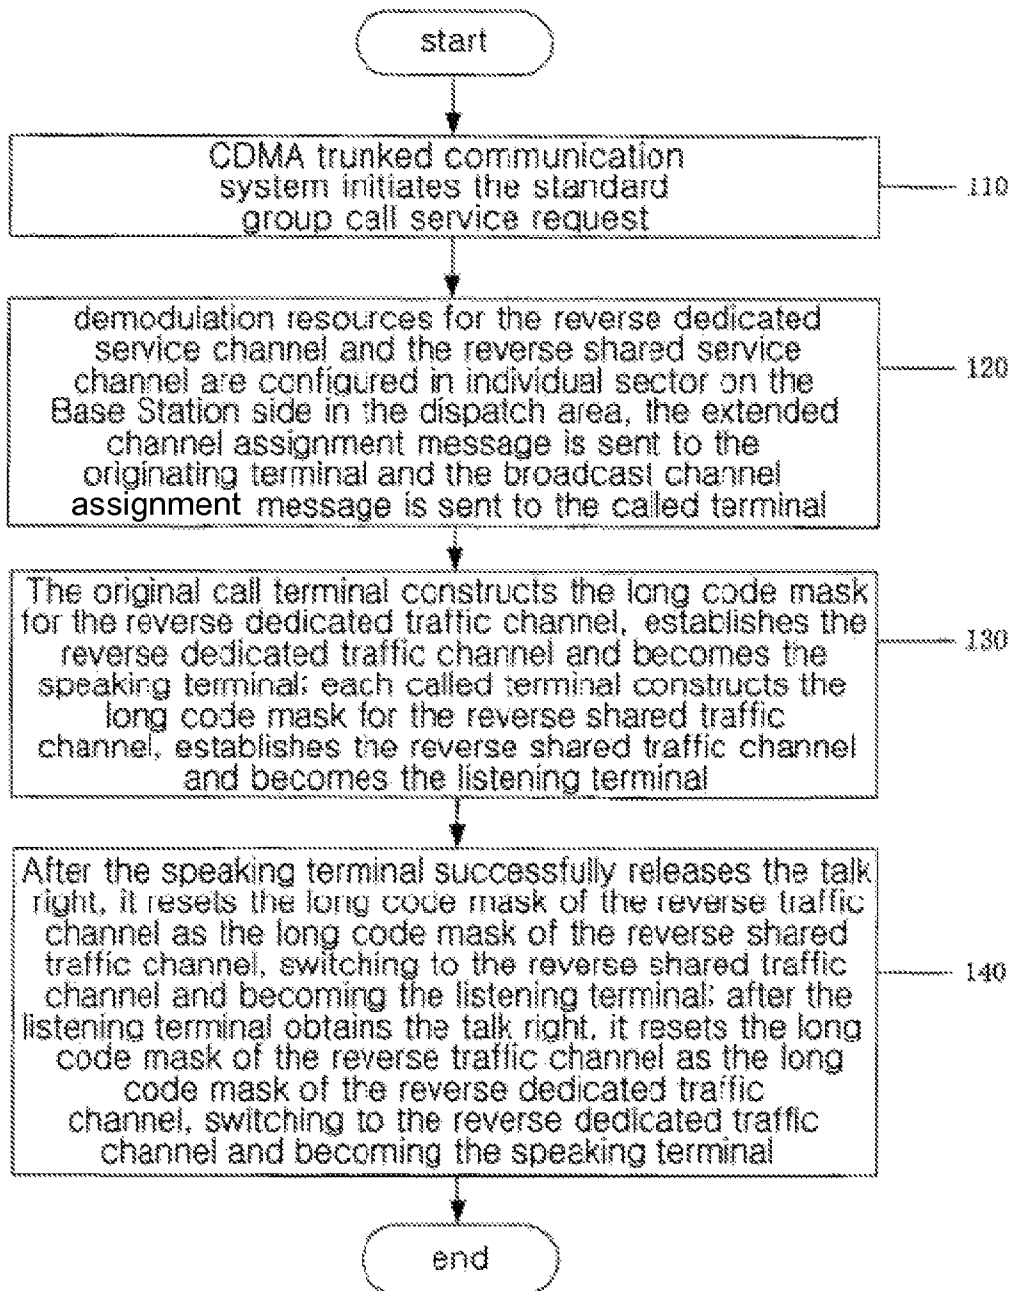 start
CDMA trunked communication
system initiates the standard
group call service request
110
demodulation resources for the reverse dedicated
service channel and the reverse shared service
channel are configured in individual sector on the
Base Station side in the dispatch area, the extended
channel assignment message is sent to the
originating terminal and the broadcast channel
assignment message is sent to the called terminal
120
The original call terminal constructs the long code mask
for the reverse dedicated traffic channel, establishes the
reverse dedicated traffic channel and becomes the
speaking terminal; each called terminal constructs the
long code mask for the reverse shared traffic
channel, establishes the reverse shared traffic channel
and becomes the listening terminal
130
After the speaking terminal successfully releases the talk
right, it resets the long code mask of the reverse traffic
channel as the long code mask of the reverse shared
traffic channel, switching to the reverse shared traffic
channel and becoming the listening terminal; after the
listening terminal obtains the talk right, it resets the long
code mask of the reverse traffic channel as the long
code mask of the reverse dedicated traffic
channel, switching to the reverse dedicated traffic
channel and becoming the speaking terminal
140
end